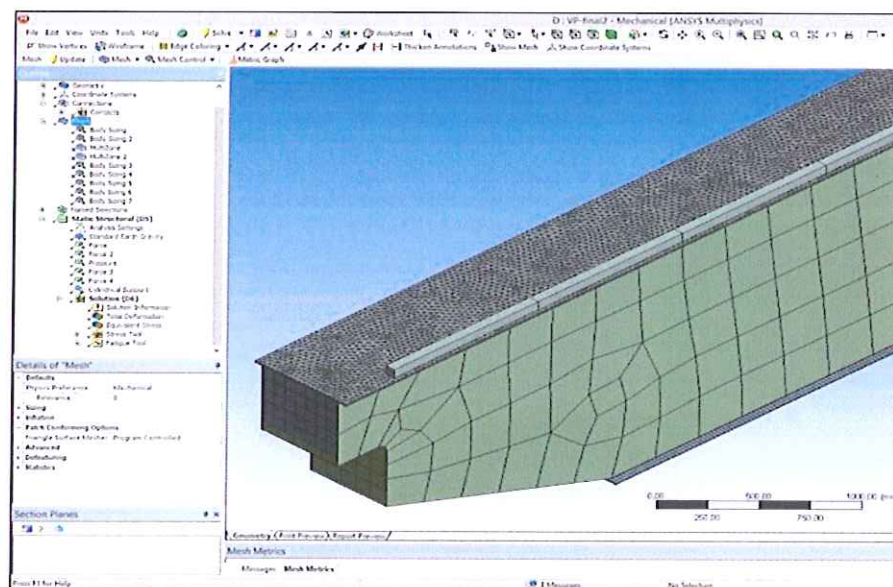 D : VP-final2 - Mechanical [ANSYS Multiphysics]
File Edit View Units Tools Help Solve Worksheet
Show Vertices Wireframe Edge Coloring Thicken Annotations Show Mesh Show Coordinate Systems
Mesh Update Mesh Mesh Control Metric Graph
Outline
Geometry
Coordinate Systems
Connections
Contacts
Mesh
Body Sizing
Body Sizing 2
MultiZone
MultiZone 2
Body Sizing 3
Body Sizing 4
Body Sizing 5
Body Sizing 6
Body Sizing 7
Named Selections
Static Structural (D5)
Analysis Settings
Standard Earth Gravity
Force
Force 2
Pressure
Force 3
Force 4
Cylindrical Support
Solution (D6)
Solution Information
Total Deformation
Equivalent Stress
Stress Tool
Fatigue Tool
Details of "Mesh"
Defaults
Physics Preference Mechanical
Relevance 0
Sizing
Inflation
Patch Conforming Options
Triangle Surface Mesher Program Controlled
Advanced
Defeaturing
Statistics
0.00 500.00 1000.00
250.00 750.00
Section Planes
Geometry Print Preview Report Preview
Mesh Metrics
Messages Mesh Metrics
Press F1 for Help 2 Messages No Selection